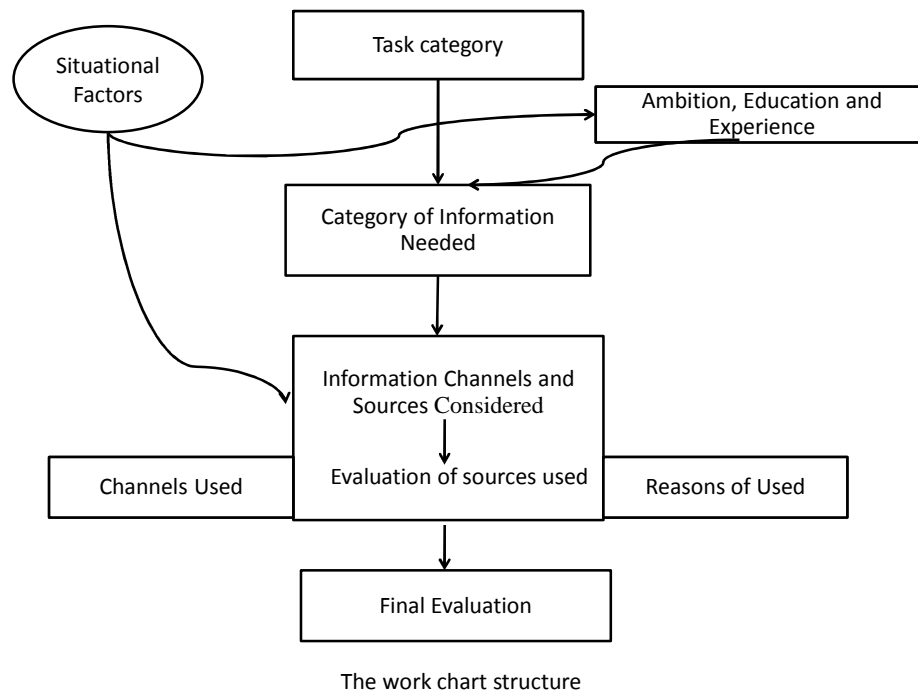 Task category
Situational
Factors
Ambition, Education and
Experience
Category of Information
Needed
Information Channels and
Sources Considered
Evaluation of sources used
Channels Used
Reasons of Used
Final Evaluation
The work chart structure